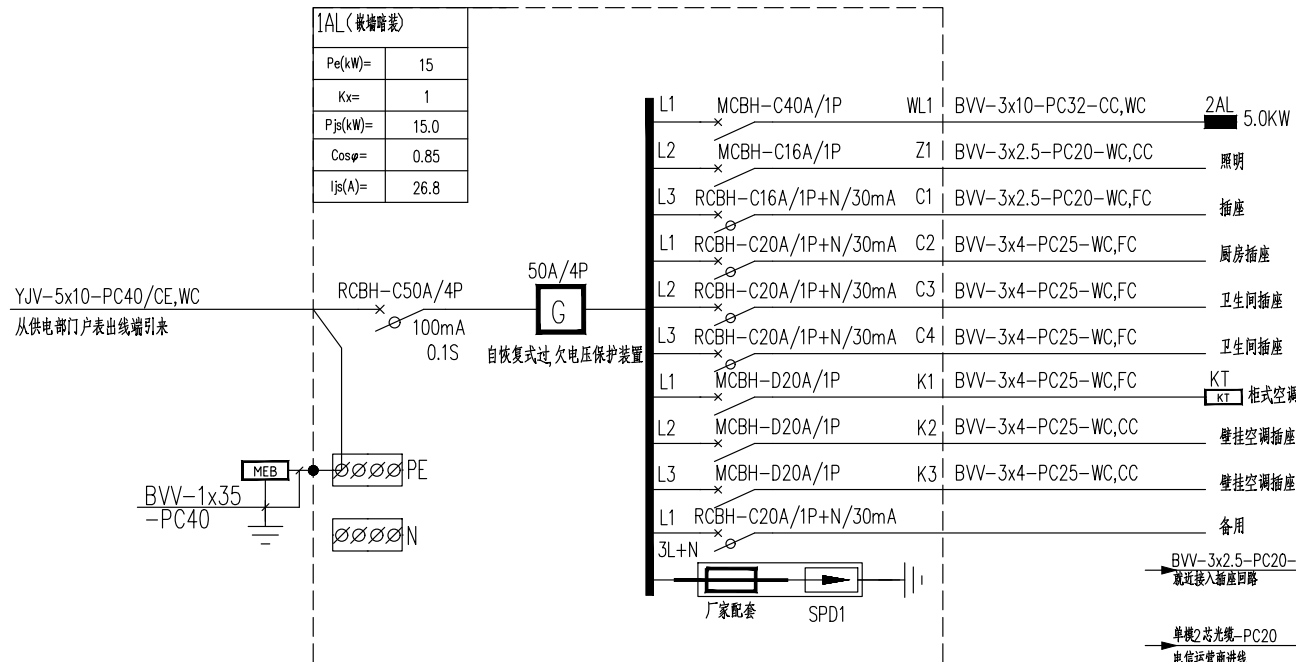 1AL(嵌墙暗装)
Pe(kW)= 15
Kx= 1
Pjs(kW)= 15.0
Cosφ= 0.85
Ijs(A)= 26.8
YJV-5x10-PC40/CE,WC
从供电部门户表出线端引来
RCBH-C50A/4P
100mA
0.1S
50A/4P
G
自恢复式过,欠电压保护装置
L1 MCBH-C40A/1P WL1 BVV-3x10-PC32-CC,WC 2AL 5.0KW
L2 MCBH-C16A/1P Z1 BVV-3x2.5-PC20-WC,CC 照明
L3 RCBH-C16A/1P+N/30mA C1 BVV-3x2.5-PC20-WC,FC 插座
L1 RCBH-C20A/1P+N/30mA C2 BVV-3x4-PC25-WC,FC 厨房插座
L2 RCBH-C20A/1P+N/30mA C3 BVV-3x4-PC25-WC,FC 卫生间插座
L3 RCBH-C20A/1P+N/30mA C4 BVV-3x4-PC25-WC,FC 卫生间插座
L1 MCBH-D20A/1P K1 BVV-3x4-PC25-WC,FC KT
KT 柜式空调
L2 MCBH-D20A/1P K2 BVV-3x4-PC25-WC,CC 壁挂空调插座
L3 MCBH-D20A/1P K3 BVV-3x4-PC25-WC,CC 壁挂空调插座
L1 RCBH-C20A/1P+N/30mA 备用
3L+N
厂家配套 SPD1
MEB
PE
BVV-1x35
-PC40
N
BVV-3x2.5-PC20-
就近接入插座回路
单模2芯光缆-PC20
电信运营商进线